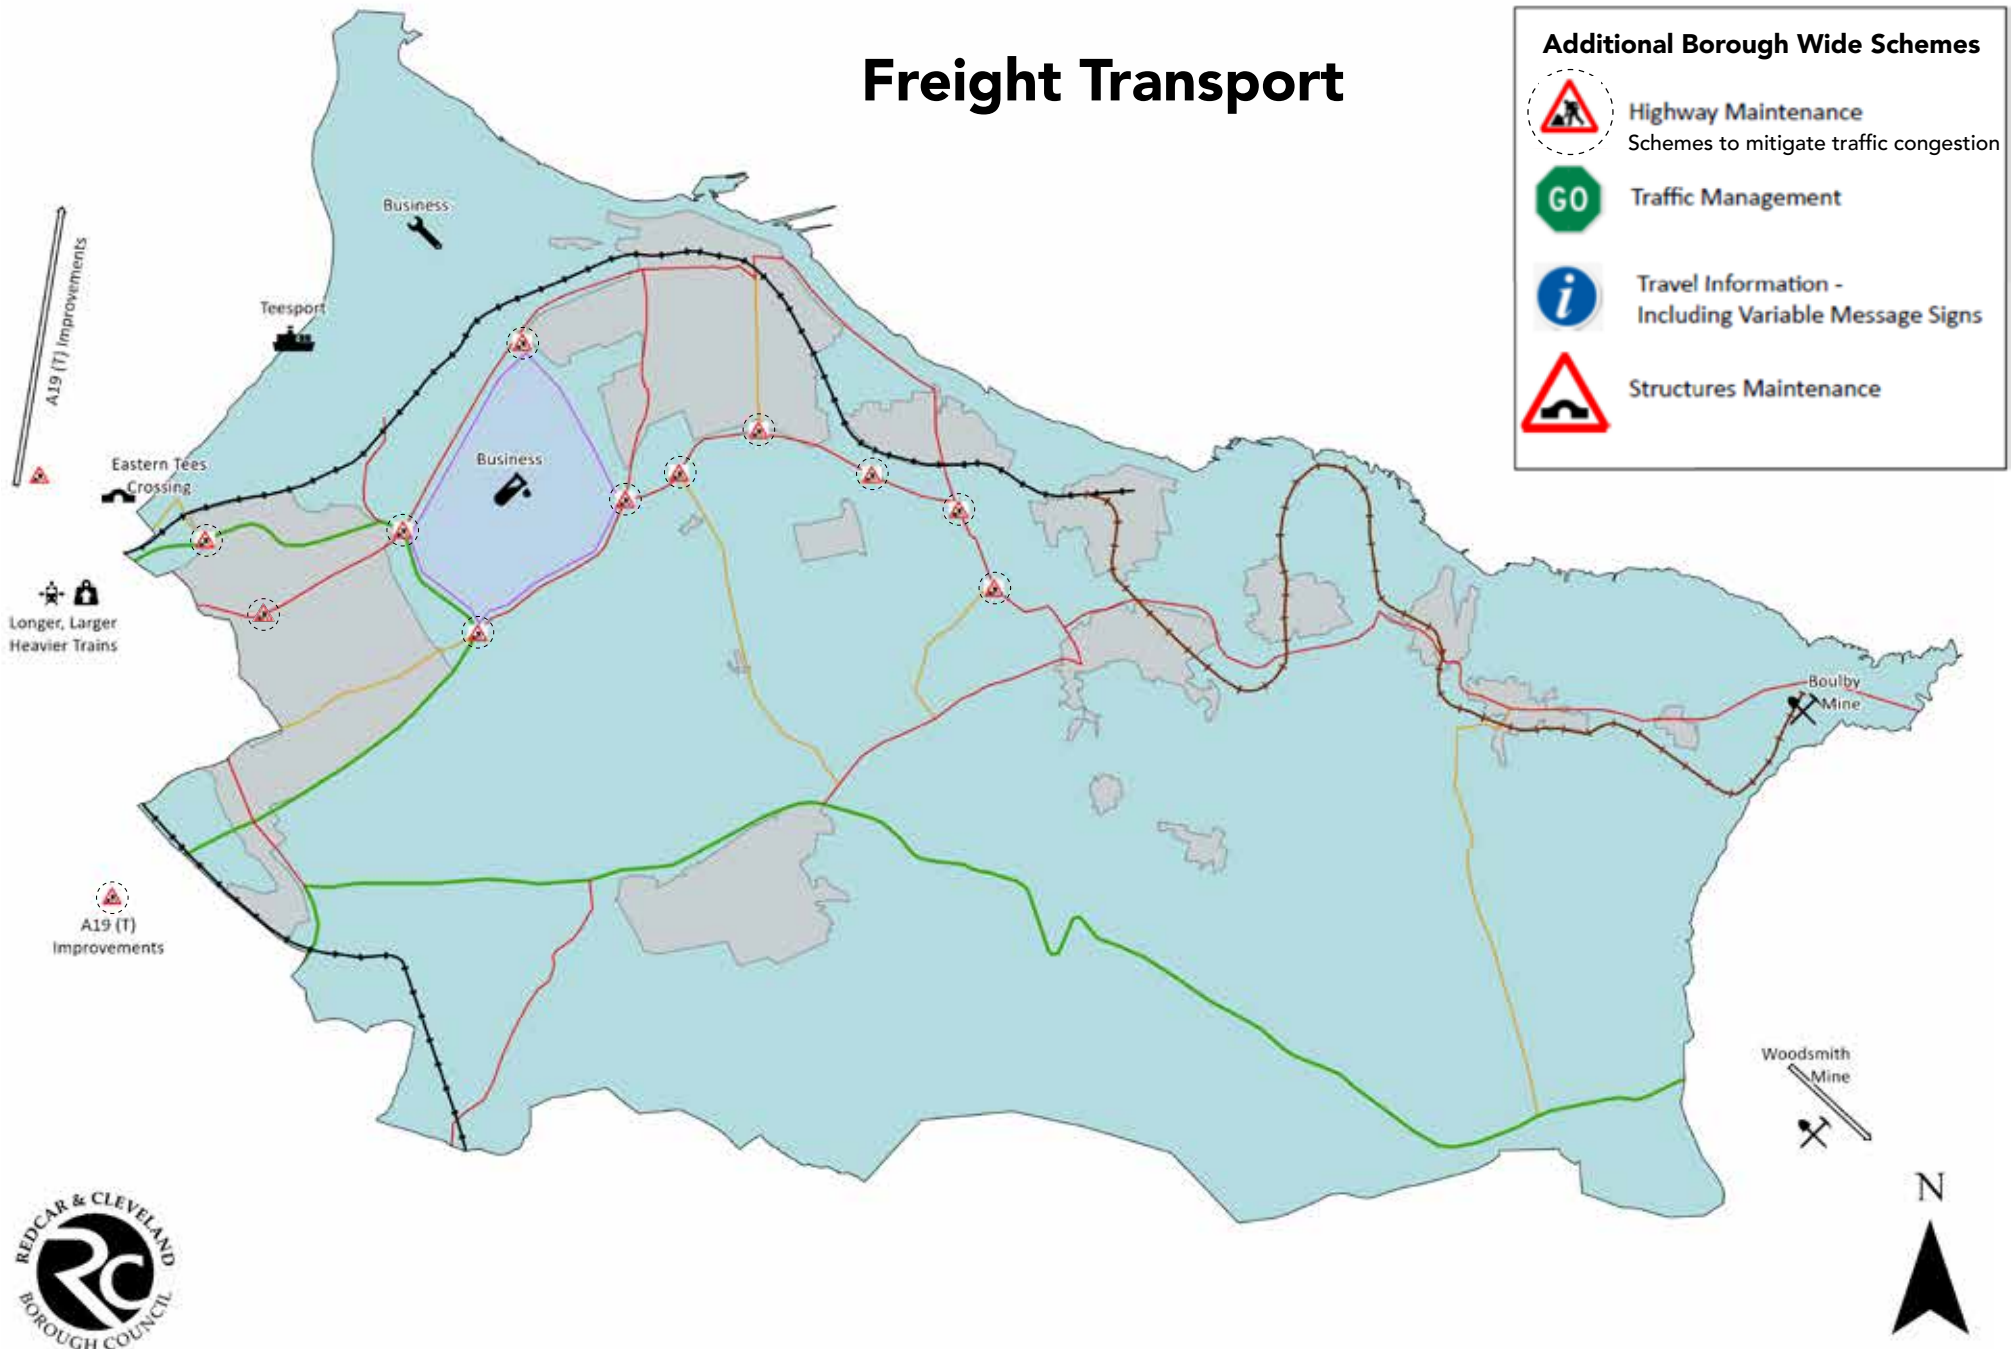 Freight Transport
Additional Borough Wide Schemes
Highway Maintenance
Schemes to mitigate traffic congestion
GO
Traffic Management
i
Travel Information -
Including Variable Message Signs
Structures Maintenance
Business
Teesport
A19 (T) Improvements
Eastern Tees
Crossing
Business
Longer, Larger
Heavier Trains
Boulby
Mine
A19 (T)
Improvements
Woodsmith
Mine
N
REDCAR & CLEVELAND
RC
BOROUGH COUNCIL